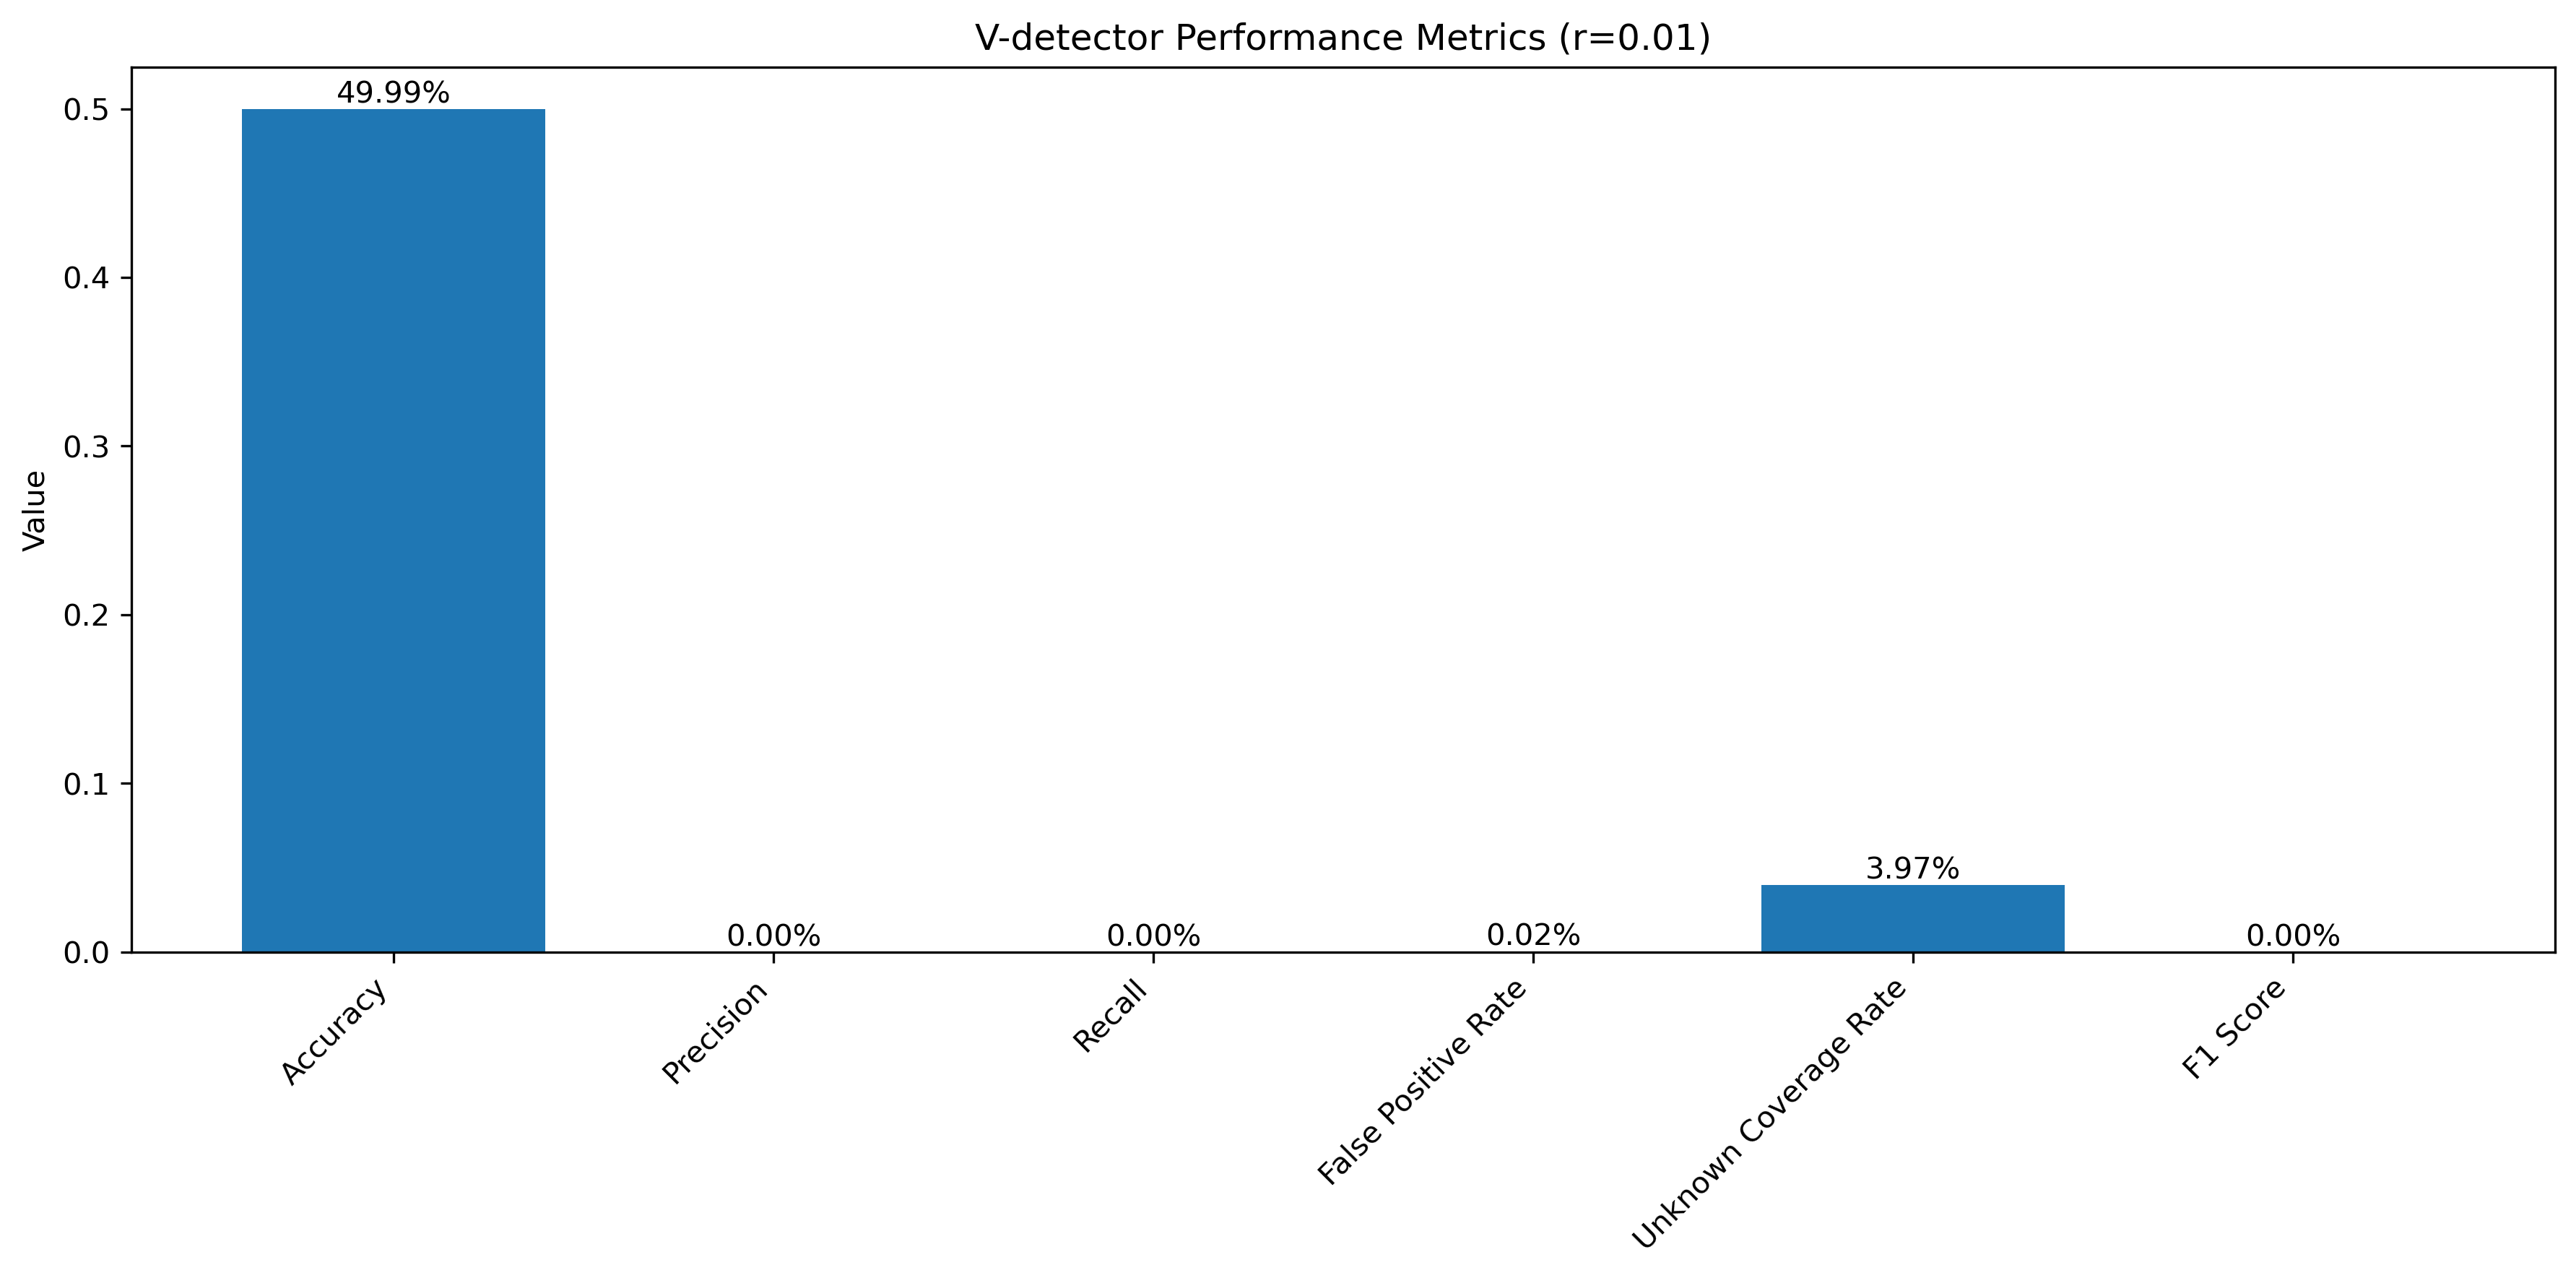 V-detector Performance Metrics (r=0.01)
Value
0.5
0.4
0.3
0.2
0.1
0.0
49.99%
0.00%
0.00%
0.02%
3.97%
0.00%
Accuracy
Precision
Recall
False Positive Rate
Unknown Coverage Rate
F1 Score